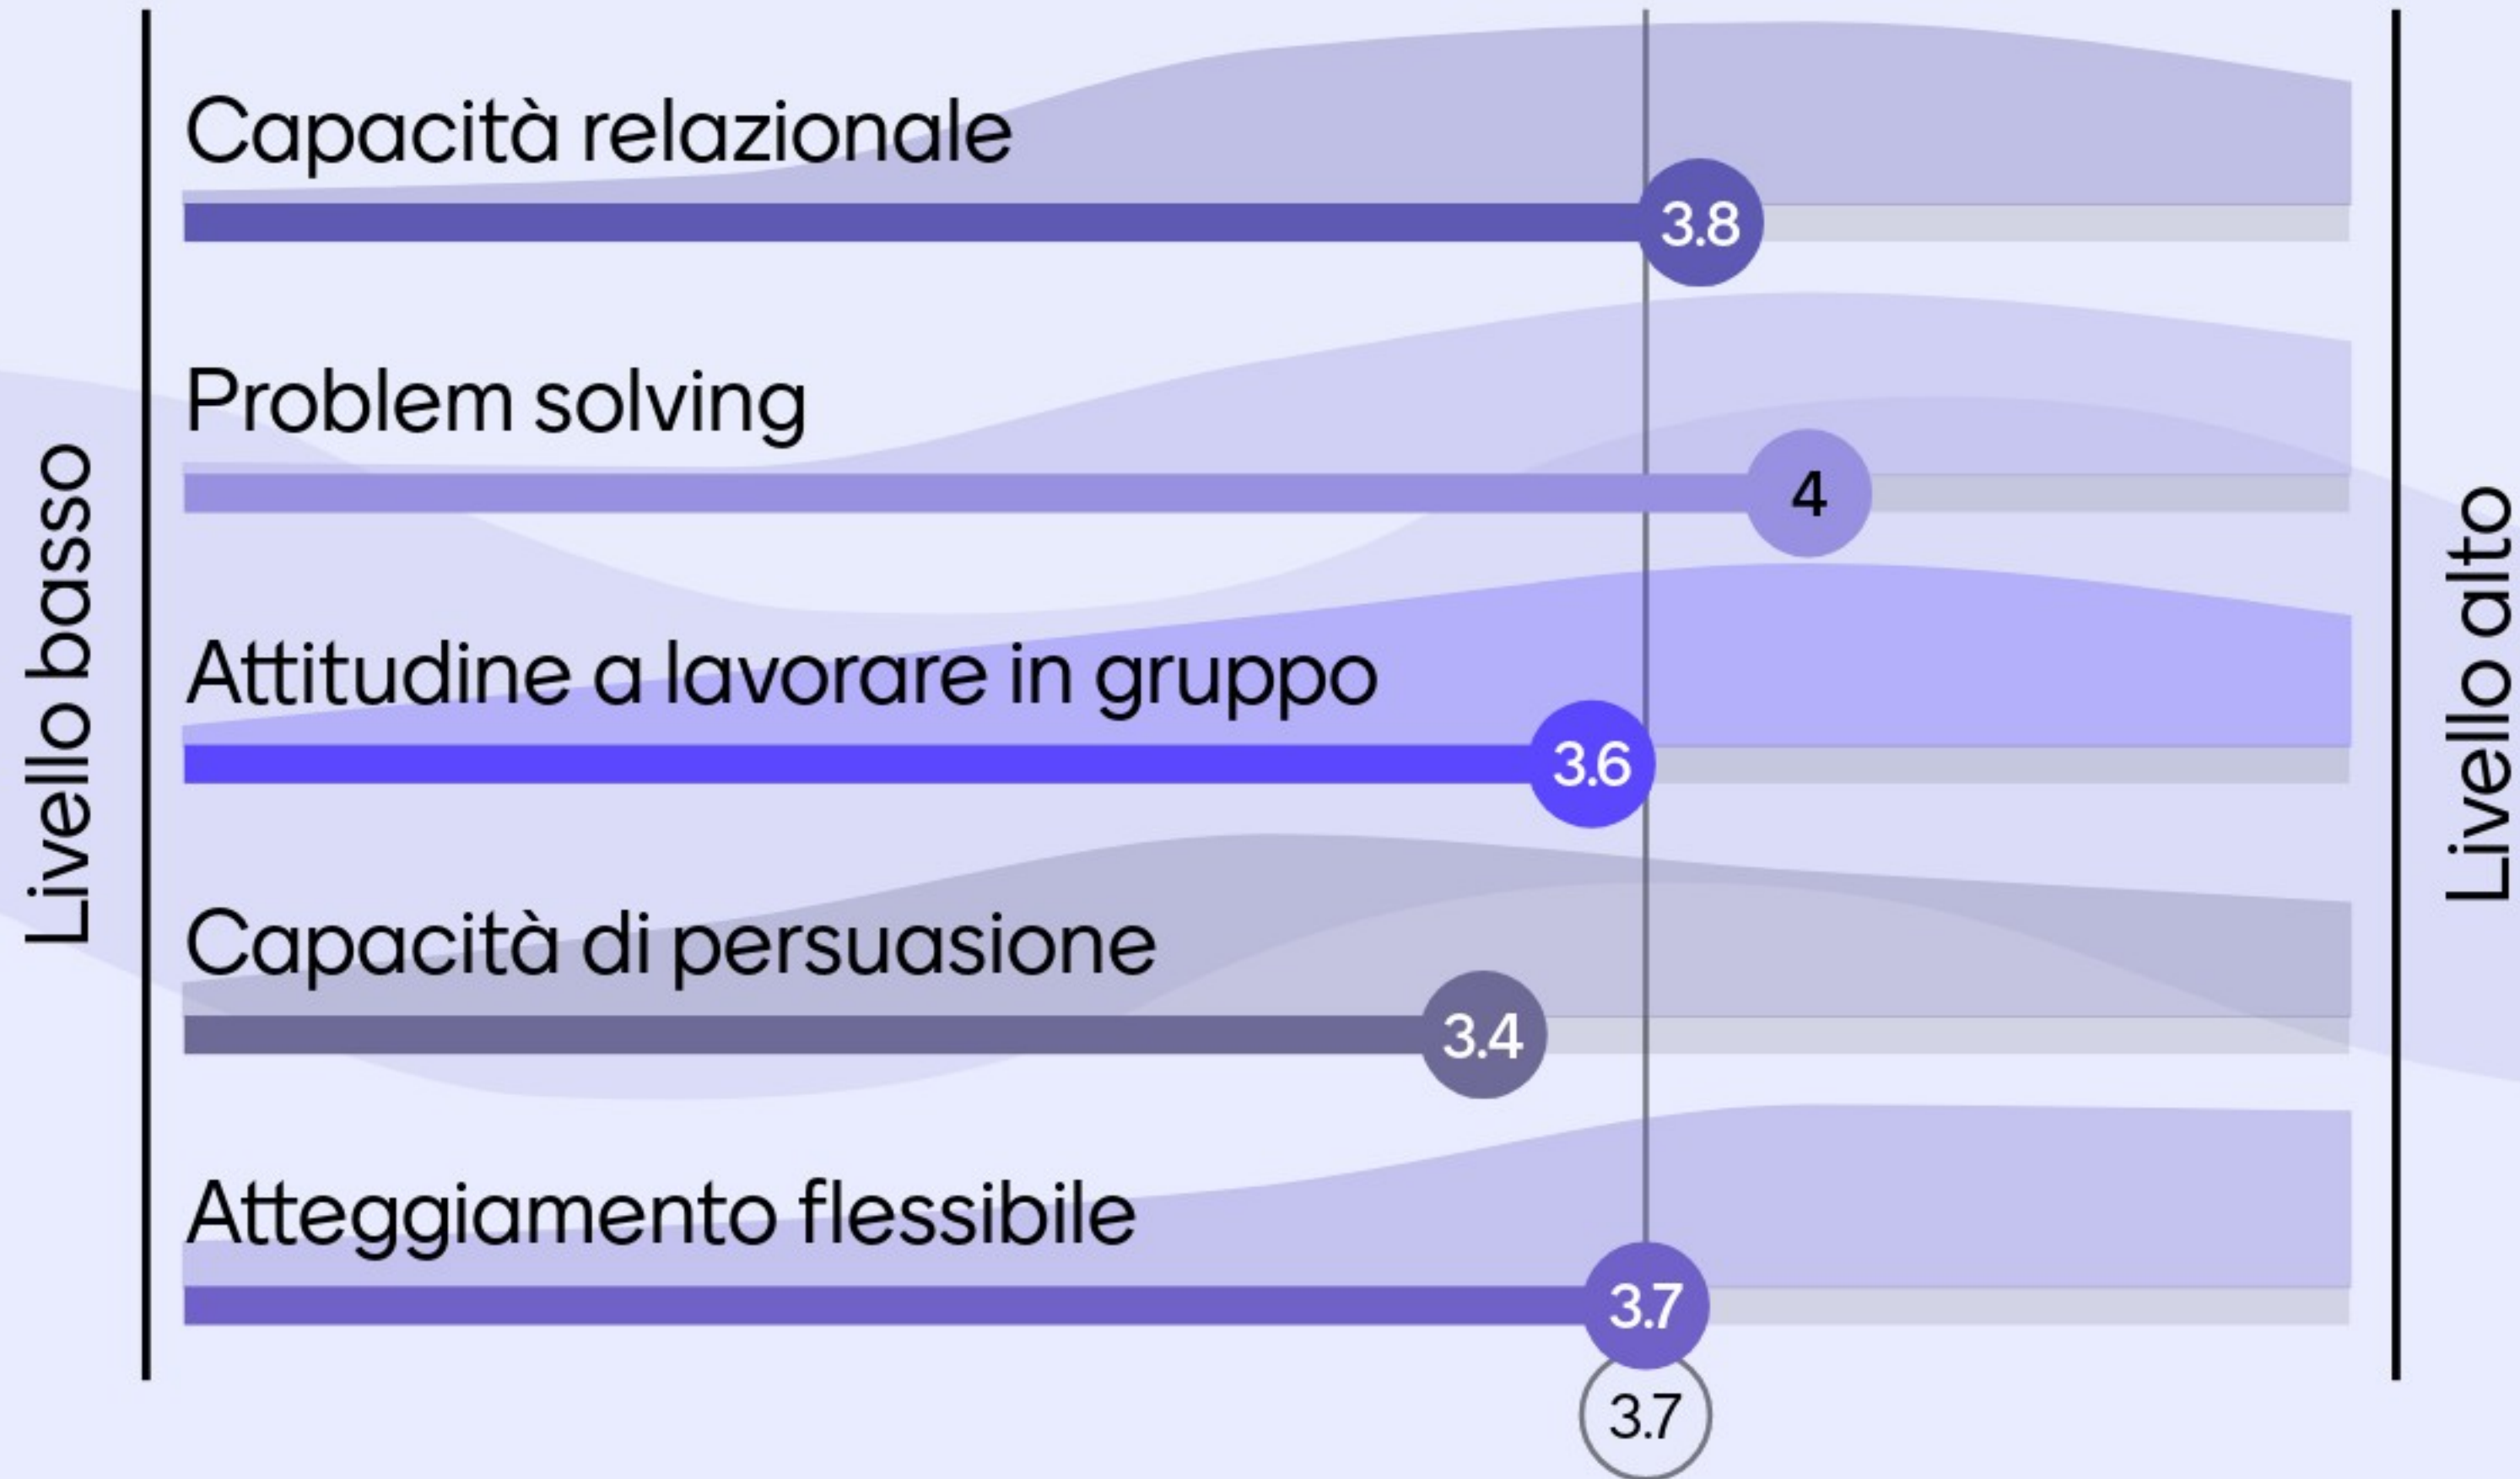 Livello basso
Capacità relazionale
3.8
Problem solving
4
Attitudine a lavorare in gruppo
3.6
Capacità di persuasione
3.4
Atteggiamento flessibile
3.7
3.7
Livello alto